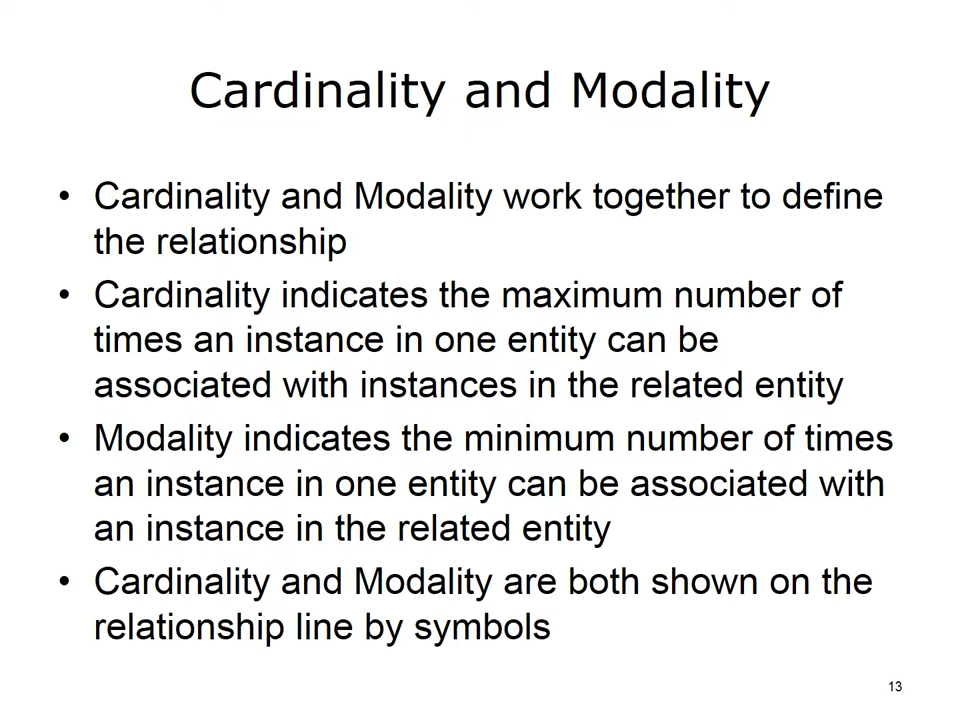 Cardinality and Modality
• Cardinality and Modality work together to define
the relationship
• Cardinality indicates the maximum number of
times an instance in one entity can be
associated with instances in the related entity
• Modality indicates the minimum number of times
an instance in one entity can be associated with
an instance in the related entity
• Cardinality and Modality are both shown on the
relationship line by symbols
13